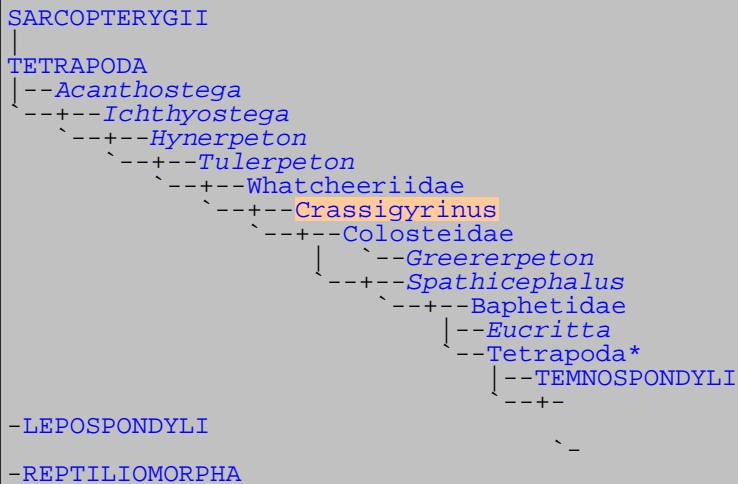 SARCOPTERYGII
|
TETRAPODA
|--Acanthostega
`--+--Ichthyostega
   `--+--Hynerpeton
      `--+--Tulerpeton
         `--+--Whatcheeriidae
            `--+--Crassigyrinus
               `--+--Colosteidae
                  |  `--Greererpeton
                  `--+--Spathicephalus
                     `--+--Baphetidae
                        |--Eucritta
                        `--Tetrapoda*
                           |--TEMNOSPONDYLI
                           `--+-
-LEPOSPONDYLI
                              `-
-REPTILIOMORPHA